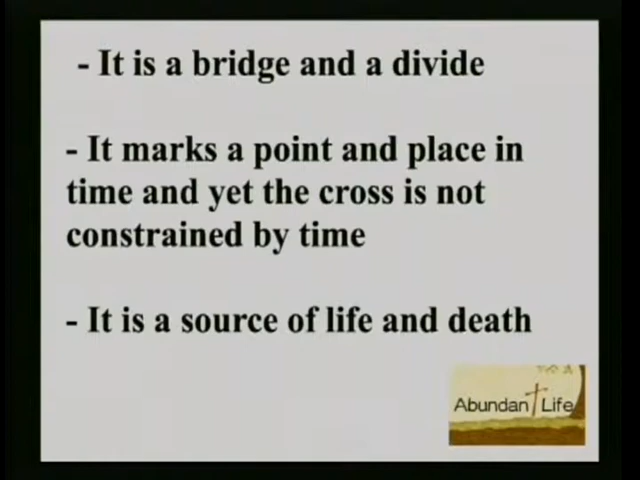 - It is a bridge and a divide
- It marks a point and place in
time and yet the cross is not
constrained by time
- It is a source of life and death
Abundan†Life